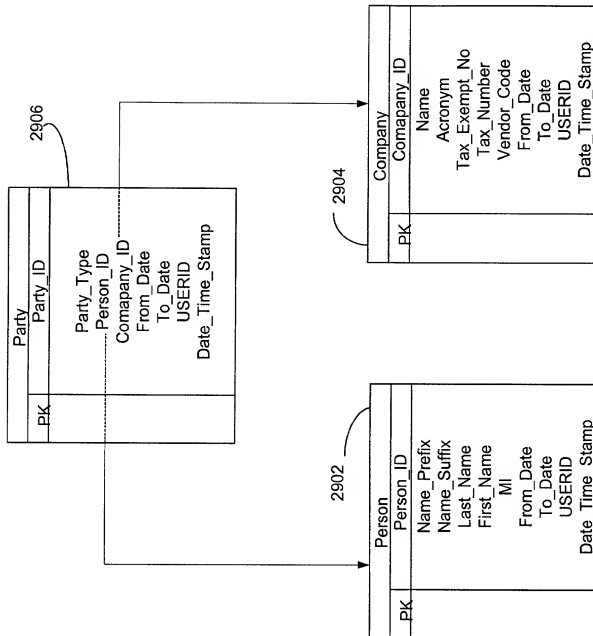 2906
Party
PK
Party_ID
Party_Type
Person_ID
Comapany_ID
From_Date
To_Date
USERID
Date_Time_Stamp
2902
Person
PK
Person_ID
Name_Prefix
Name_Suffix
Last_Name
First_Name
MI
From_Date
To_Date
USERID
Date_Time_Stamp
2904
Company
PK
Comapany_ID
Name
Acronym
Tax_Exempt_No
Tax_Number
Vendor_Code
From_Date
To_Date
USERID
Date_Time_Stamp